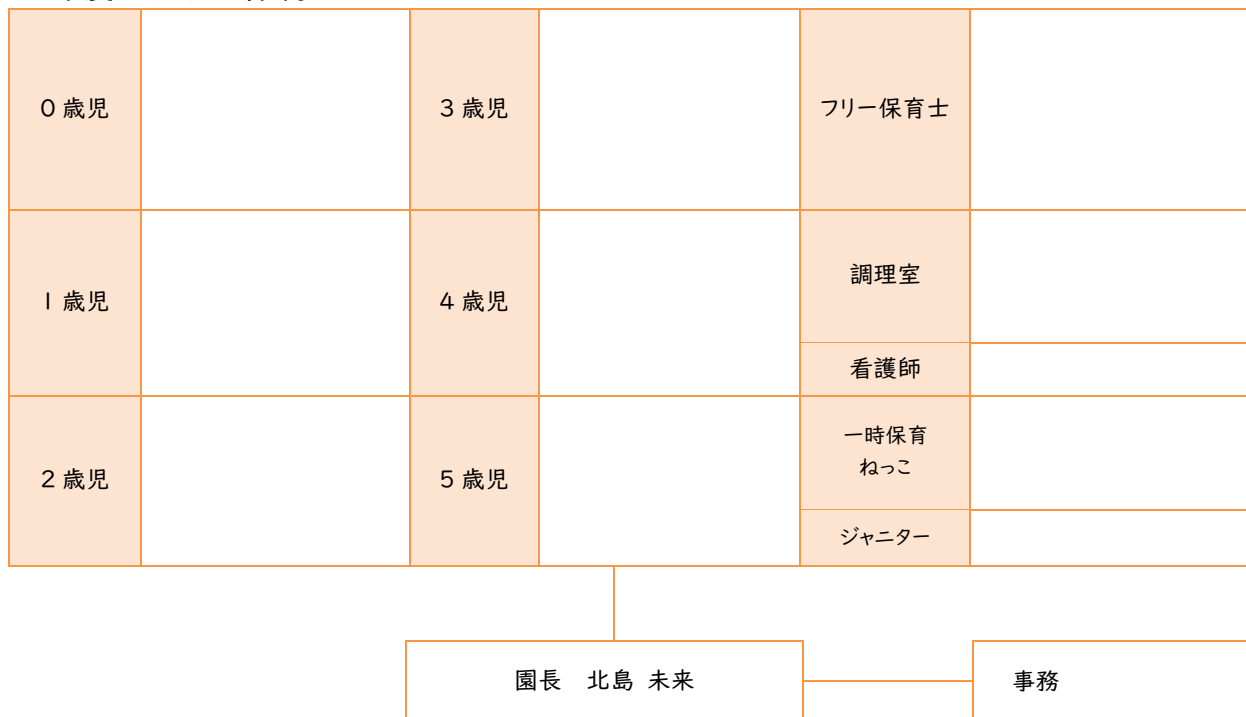 0歳児
3歳児
フリー保育士
1歳児
4歳児
調理室
看護師
2歳児
5歳児
一時保育
ねっこ
ジャニター
園長 北島 未来
事務